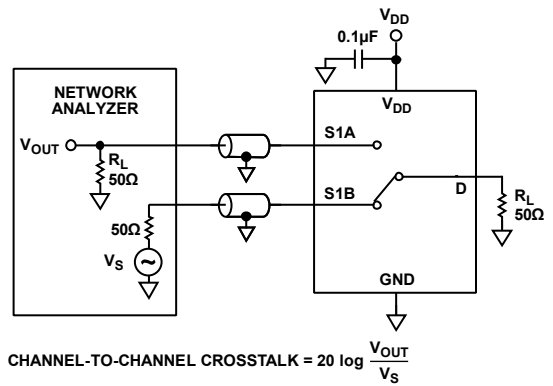 V_DD
0.1µF
NETWORK
ANALYZER
V_DD
V_OUT
R_L
50Ω
S1A
S1B
D
50Ω
V_S
R_L
50Ω
GND
CHANNEL-TO-CHANNEL CROSSTALK = 20 log V_OUT / V_S